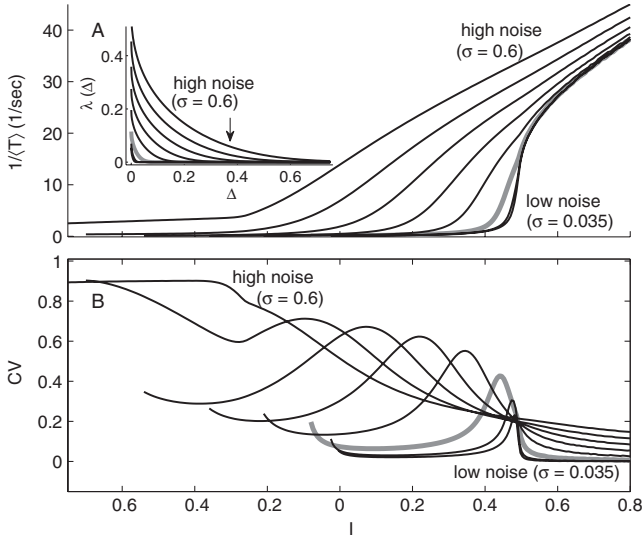 A
high noise
(σ = 0.6)
0.4
0.2
0
λ (Δ)
high noise
(σ = 0.6)
0
0.2
0.4
0.6
Δ
40
30
20
10
0
1/⟨T⟩ (1/sec)
low noise
(σ = 0.035)
B
high noise
(σ = 0.6)
1
0.8
0.6
0.4
0.2
0
CV
low noise (σ = 0.035)
0.6 0.4 0.2 0 0.2 0.4 0.6 0.8
I